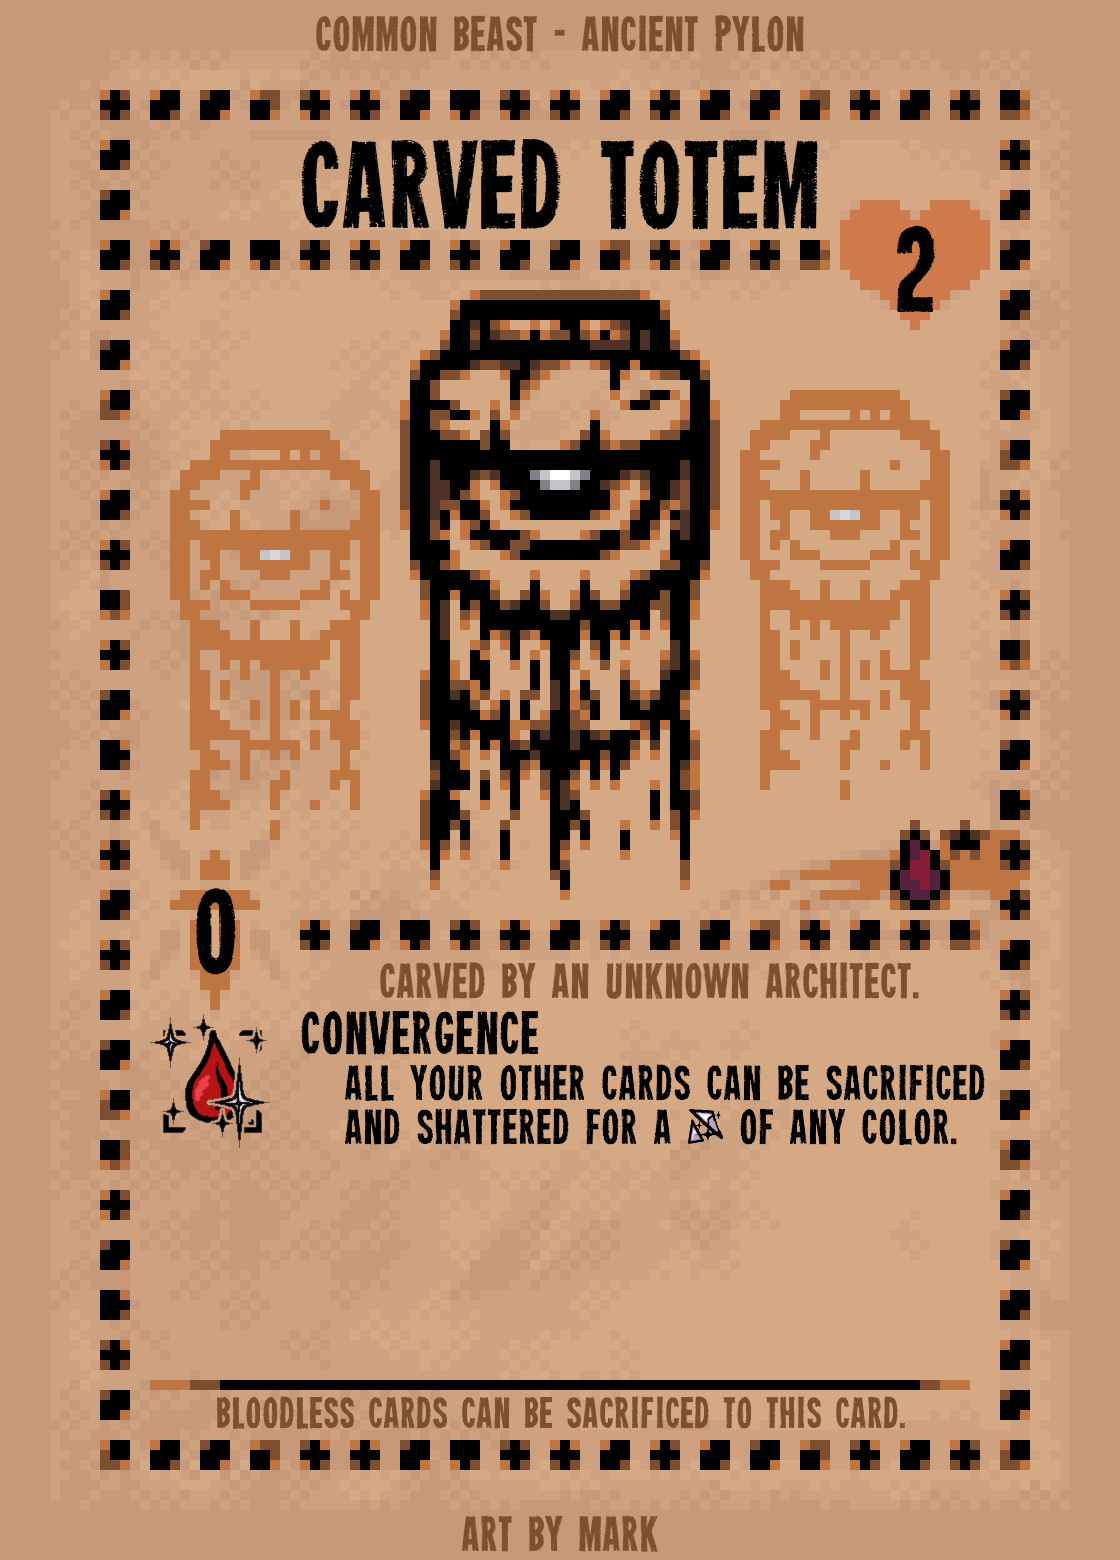 COMMON BEAST - ANCIENT PYLON
CARVED TOTEM
2
0
CARVED BY AN UNKNOWN ARCHITECT.
CONVERGENCE
ALL YOUR OTHER CARDS CAN BE SACRIFICED
AND SHATTERED FOR A OF ANY COLOR.
BLOODLESS CARDS CAN BE SACRIFICED TO THIS CARD.
ART BY MARK